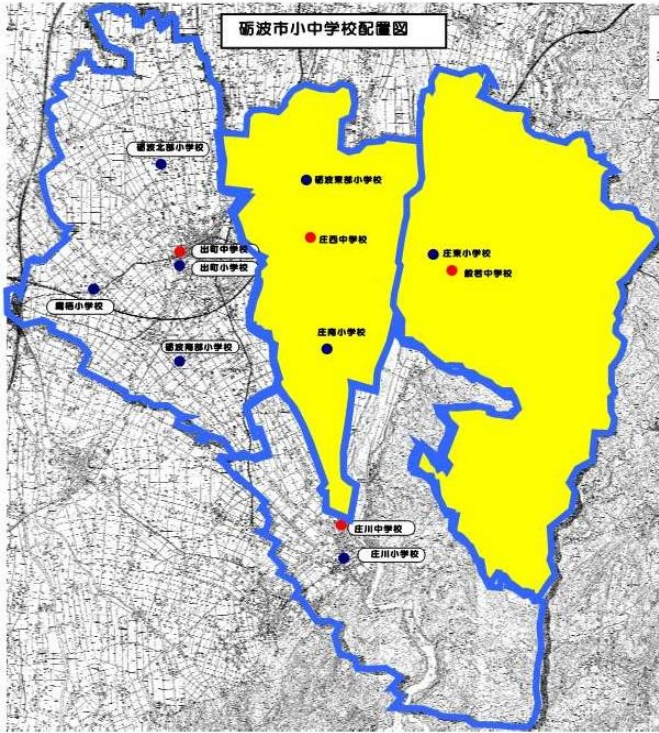 砺波市小中学校配置図
砺波北部小学校
砺波東部小学校
庄西中学校
出町中学校
出町小学校
庄東小学校
般若中学校
鷹栖小学校
庄南小学校
砺波南部小学校
庄川中学校
庄川小学校